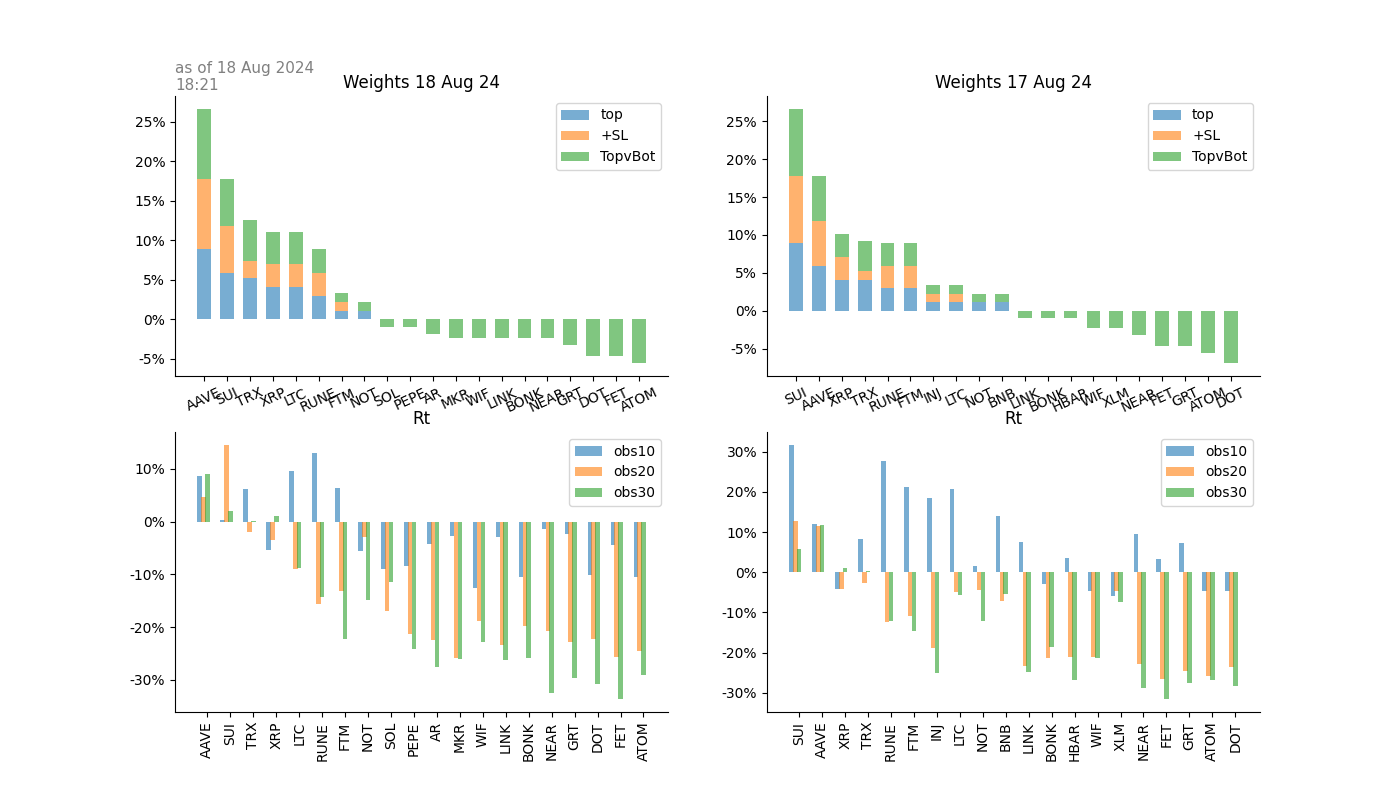 as of 18 Aug 2024
18:21
Weights 18 Aug 24
25%
20%
15%
10%
5%
0%
-5%
top
+SL
TopvBot
AAVE SUI TRX XRP LTC RUNE FTM NOT SOL PEPE AR MKR WIF LINK BONK NEAR GRT DOT FET ATOM
Weights 17 Aug 24
25%
20%
15%
10%
5%
0%
-5%
top
+SL
TopvBot
SUI AAVE XRP TRX RUNE FTM INJ LTC NOT BNB LINK BONK HBAR WIF XLM NEAR FET GRT ATOM DOT
Rt
10%
0%
-10%
-20%
-30%
obs10
obs20
obs30
AAVE SUI TRX XRP LTC RUNE FTM NOT SOL PEPE AR MKR WIF LINK BONK NEAR GRT DOT FET ATOM
Rt
30%
20%
10%
0%
-10%
-20%
-30%
obs10
obs20
obs30
SUI AAVE XRP TRX RUNE FTM INJ LTC NOT BNB LINK BONK HBAR WIF XLM NEAR FET GRT ATOM DOT